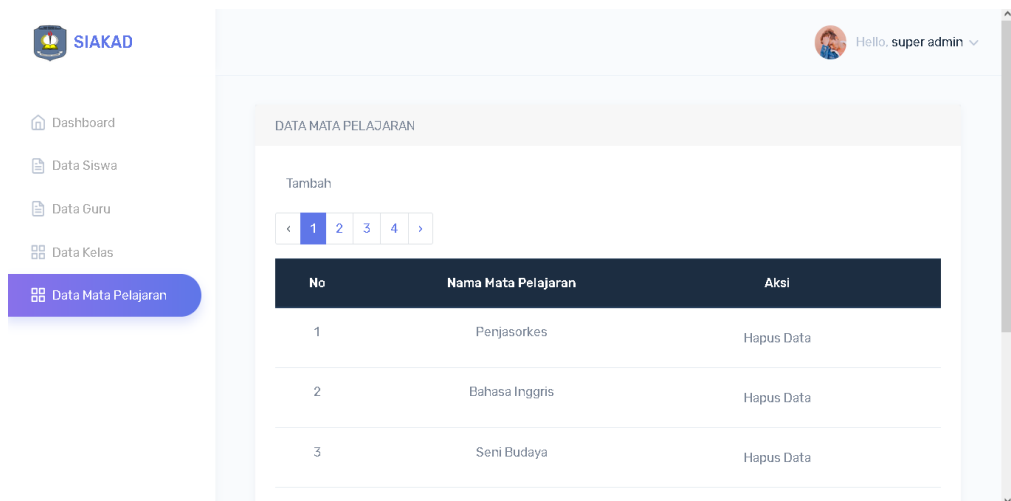 SIAKAD
Hello, super admin
Dashboard
Data Siswa
Data Guru
Data Kelas
Data Mata Pelajaran
DATA MATA PELAJARAN
Tambah
‹ 1 2 3 4 ›
No Nama Mata Pelajaran Aksi
1 Penjasorkes Hapus Data
2 Bahasa Inggris Hapus Data
3 Seni Budaya Hapus Data